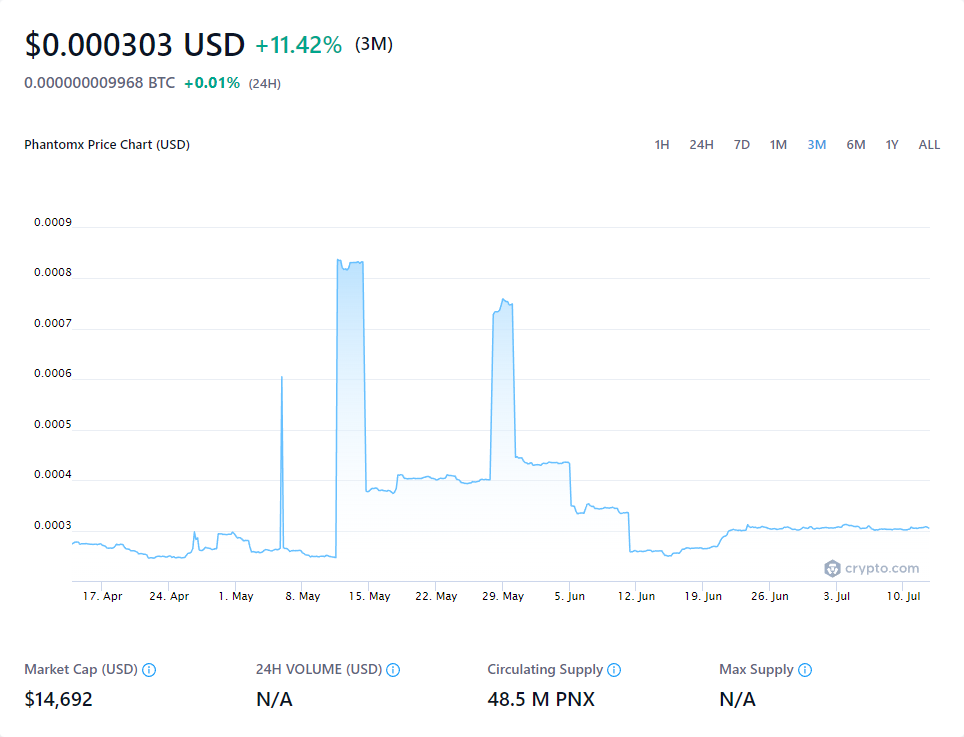 $0.000303 USD +11.42% (3M)
0.000000009968 BTC +0.01% (24H)
Phantomx Price Chart (USD) 1H 24H 7D 1M 3M 6M 1Y ALL
0.0009
0.0008
0.0007
0.0006
0.0005
0.0004
0.0003
crypto.com
17. Apr 24. Apr 1. May 8. May 15. May 22. May 29. May 5. Jun 12. Jun 19. Jun 26. Jun 3. Jul 10. Jul
Market Cap (USD) 24H VOLUME (USD) Circulating Supply Max Supply
$14,692 N/A 48.5 M PNX N/A